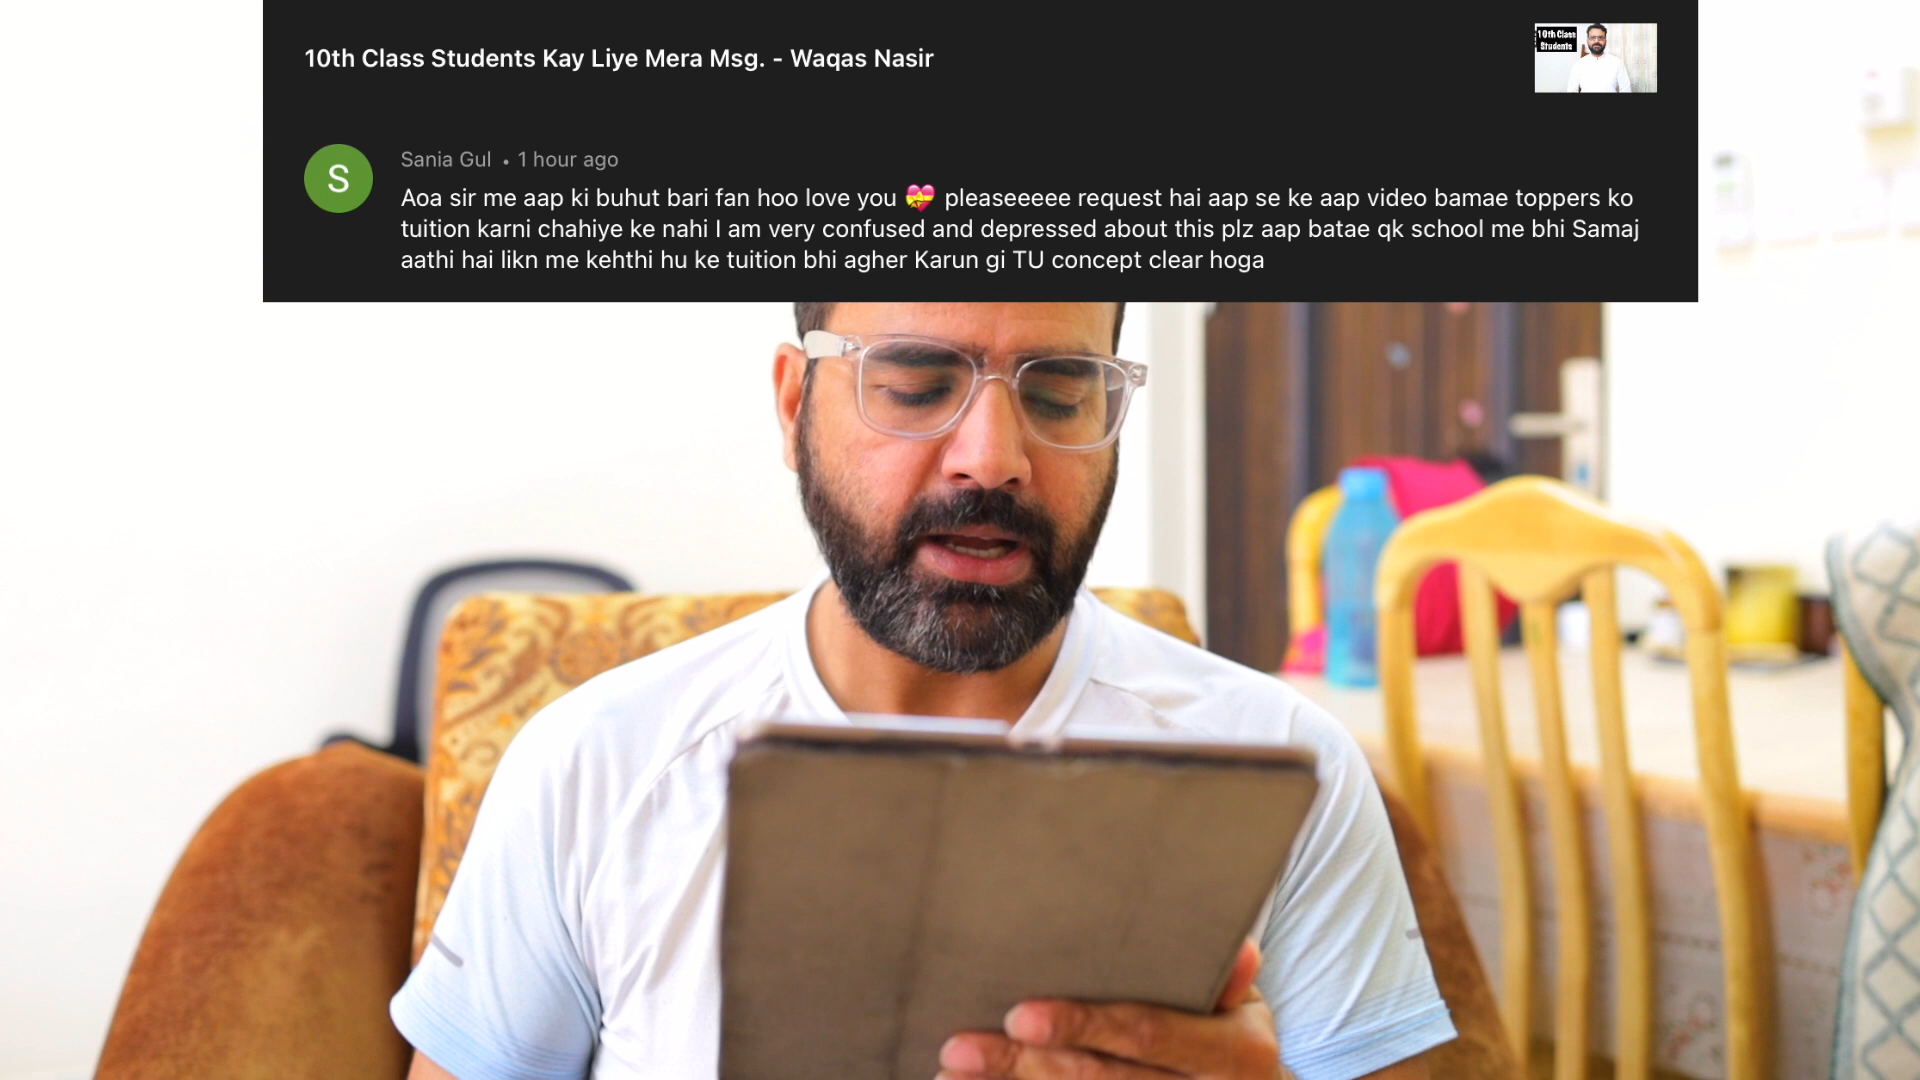 10th Class Students Kay Liye Mera Msg. - Waqas Nasir
10th Class
Students
S
Sania Gul • 1 hour ago
Aoa sir me aap ki buhut bari fan hoo love you 💝 pleaseeeee request hai aap se ke aap video bamae toppers ko
tuition karni chahiye ke nahi I am very confused and depressed about this plz aap batae qk school me bhi Samaj
aathi hai likn me kehthi hu ke tuition bhi agher Karun gi TU concept clear hoga